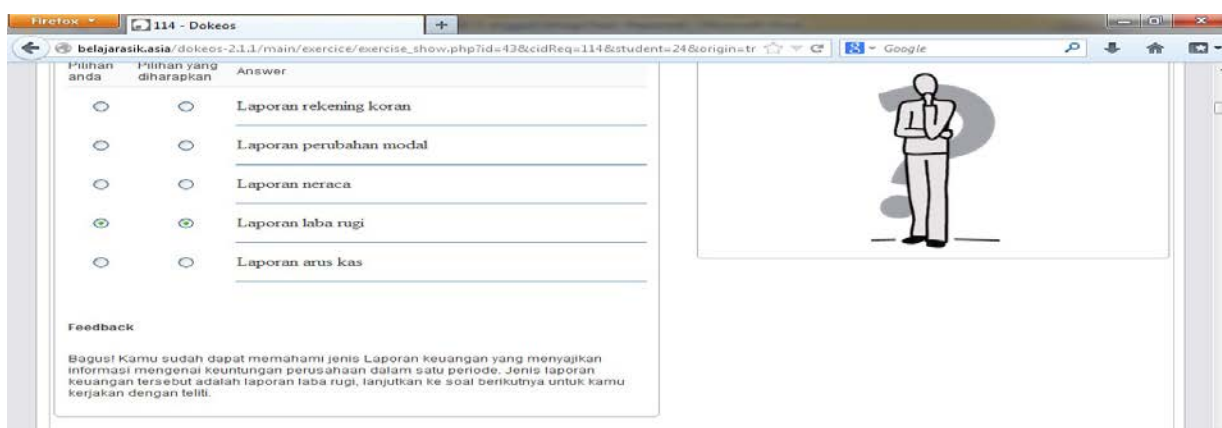 Firefox
114 - Dokeos
belajarasik.asia/dokeos-2.1.1/main/exercice/exercise_show.php?id=43&cidReq=114&student=24&origin=tr
Google
Pilihan anda
Pilihan yang diharapkan
Answer
Laporan rekening koran
Laporan perubahan modal
Laporan neraca
Laporan laba rugi
Laporan arus kas
Feedback
Bagus! Kamu sudah dapat memahami jenis Laporan keuangan yang menyajikan
informasi mengenai keuntungan perusahaan dalam satu periode. Jenis laporan
keuangan tersebut adalah laporan laba rugi, lanjutkan ke soal berikutnya untuk kamu
kerjakan dengan teliti.